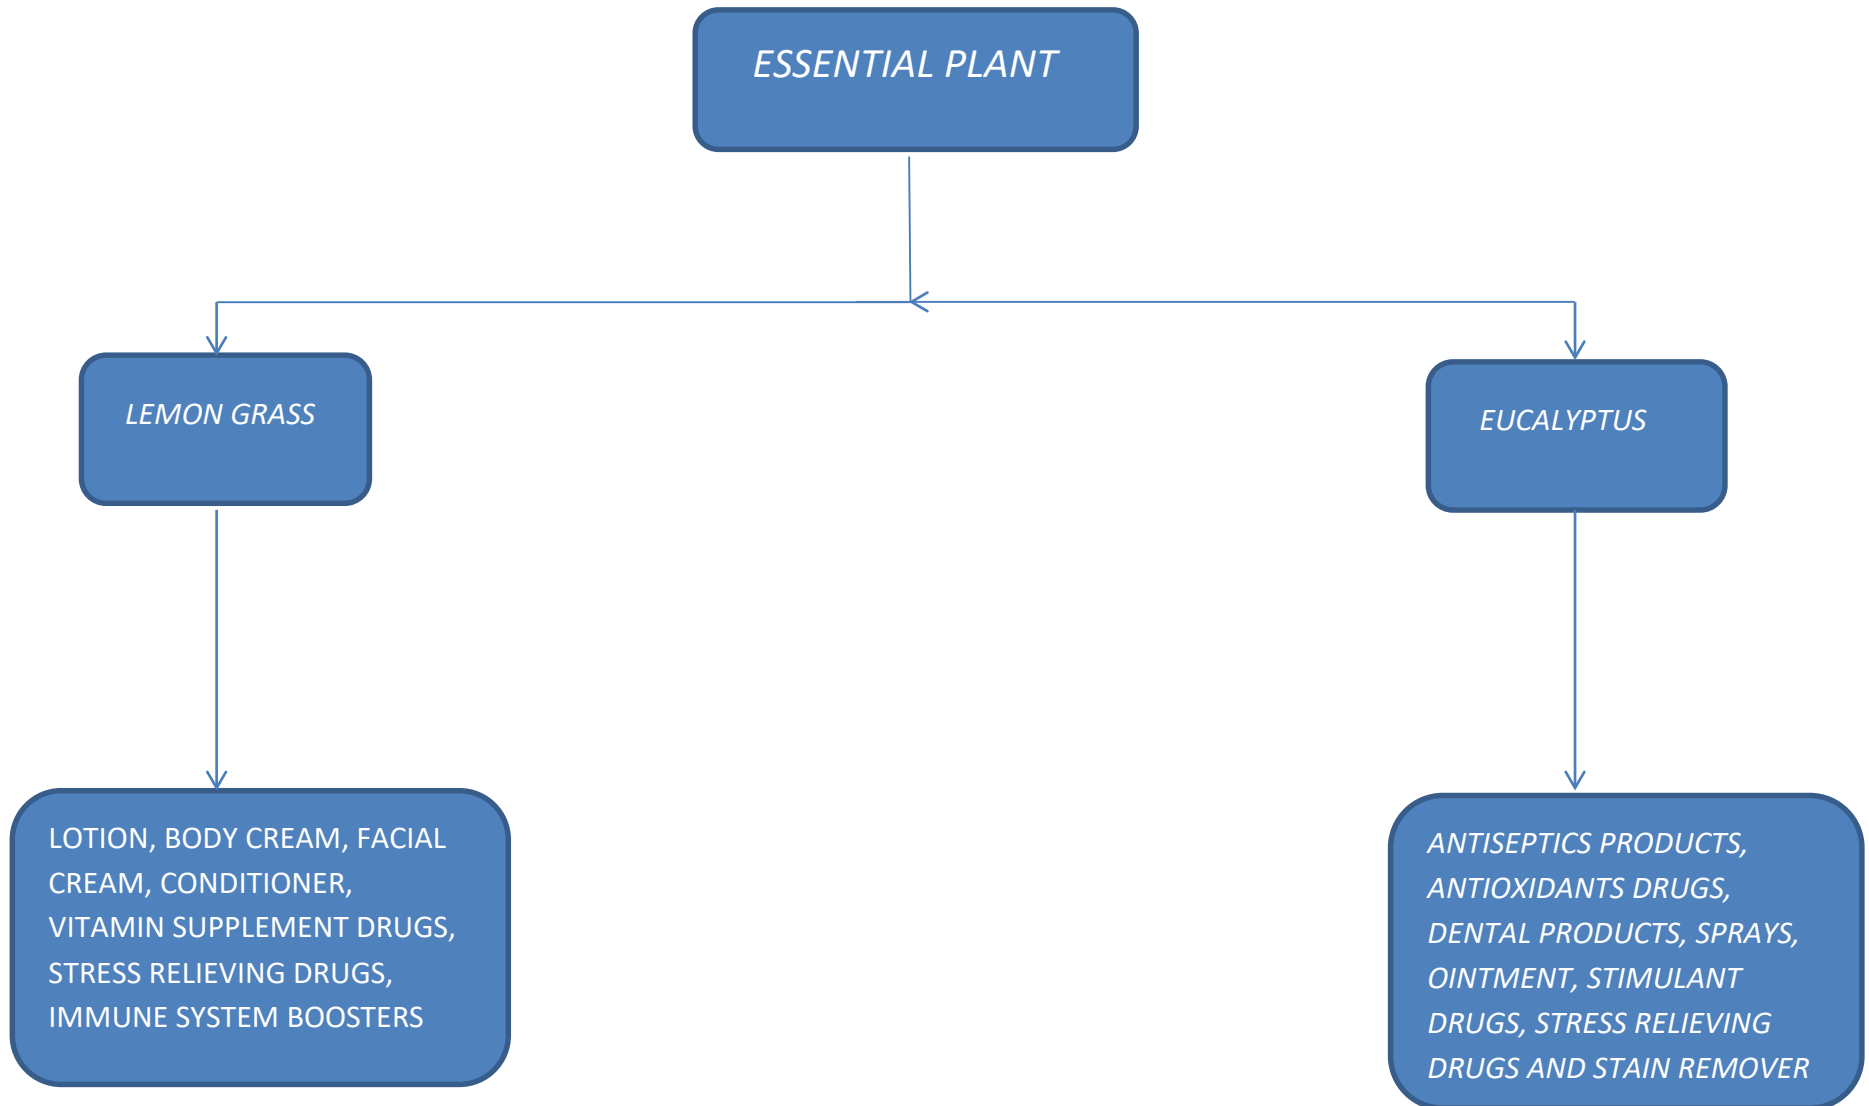 ESSENTIAL PLANT
LEMON GRASS
EUCALYPTUS
LOTION, BODY CREAM, FACIAL
CREAM, CONDITIONER,
VITAMIN SUPPLEMENT DRUGS,
STRESS RELIEVING DRUGS,
IMMUNE SYSTEM BOOSTERS
ANTISEPTICS PRODUCTS,
ANTIOXIDANTS DRUGS,
DENTAL PRODUCTS, SPRAYS,
OINTMENT, STIMULANT
DRUGS, STRESS RELIEVING
DRUGS AND STAIN REMOVER